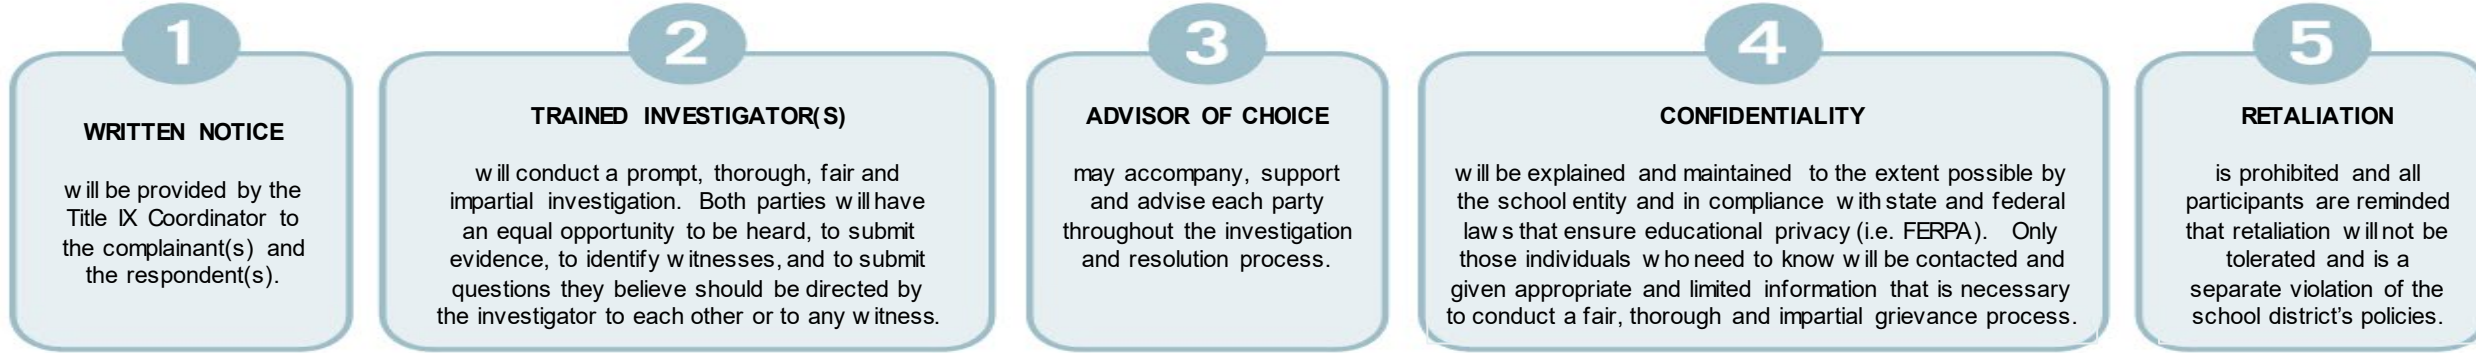 1
WRITTEN NOTICE
will be provided by the
Title IX Coordinator to
the complainant(s) and
the respondent(s).
2
TRAINED INVESTIGATOR(S)
will conduct a prompt, thorough, fair and
impartial investigation. Both parties will have
an equal opportunity to be heard, to submit
evidence, to identify witnesses, and to submit
questions they believe should be directed by
the investigator to each other or to any witness.
3
ADVISOR OF CHOICE
may accompany, support
and advise each party
throughout the investigation
and resolution process.
4
CONFIDENTIALITY
will be explained and maintained to the extent possible by
the school entity and in compliance with state and federal
laws that ensure educational privacy (i.e. FERPA). Only
those individuals who need to know will be contacted and
given appropriate and limited information that is necessary
to conduct a fair, thorough and impartial grievance process.
5
RETALIATION
is prohibited and all
participants are reminded
that retaliation will not be
tolerated and is a
separate violation of the
school district's policies.